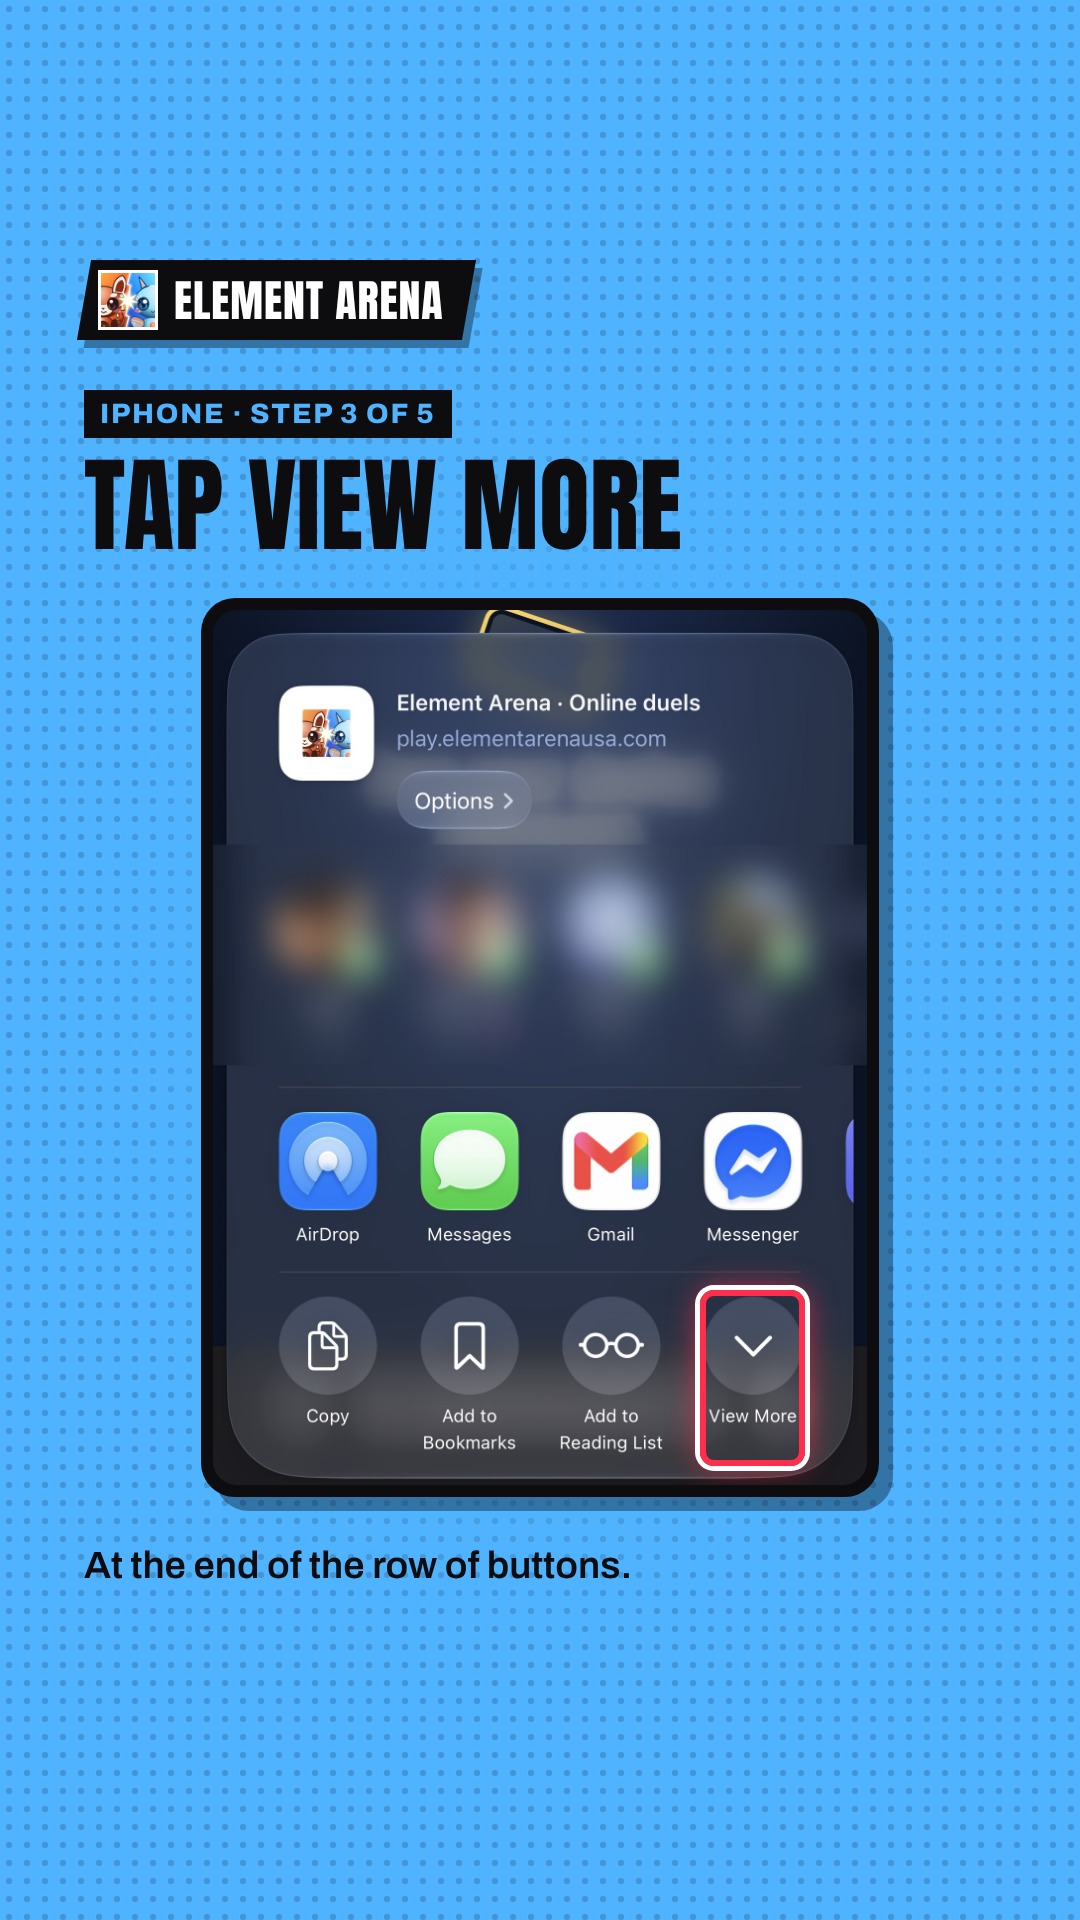 ELEMENT ARENA
IPHONE · STEP 3 OF 5
TAP VIEW MORE
Element Arena · Online duels
play.elementarenausa.com
Options
AirDrop
Messages
Gmail
Messenger
Copy
Add to
Bookmarks
Add to
Reading List
View More
At the end of the row of buttons.